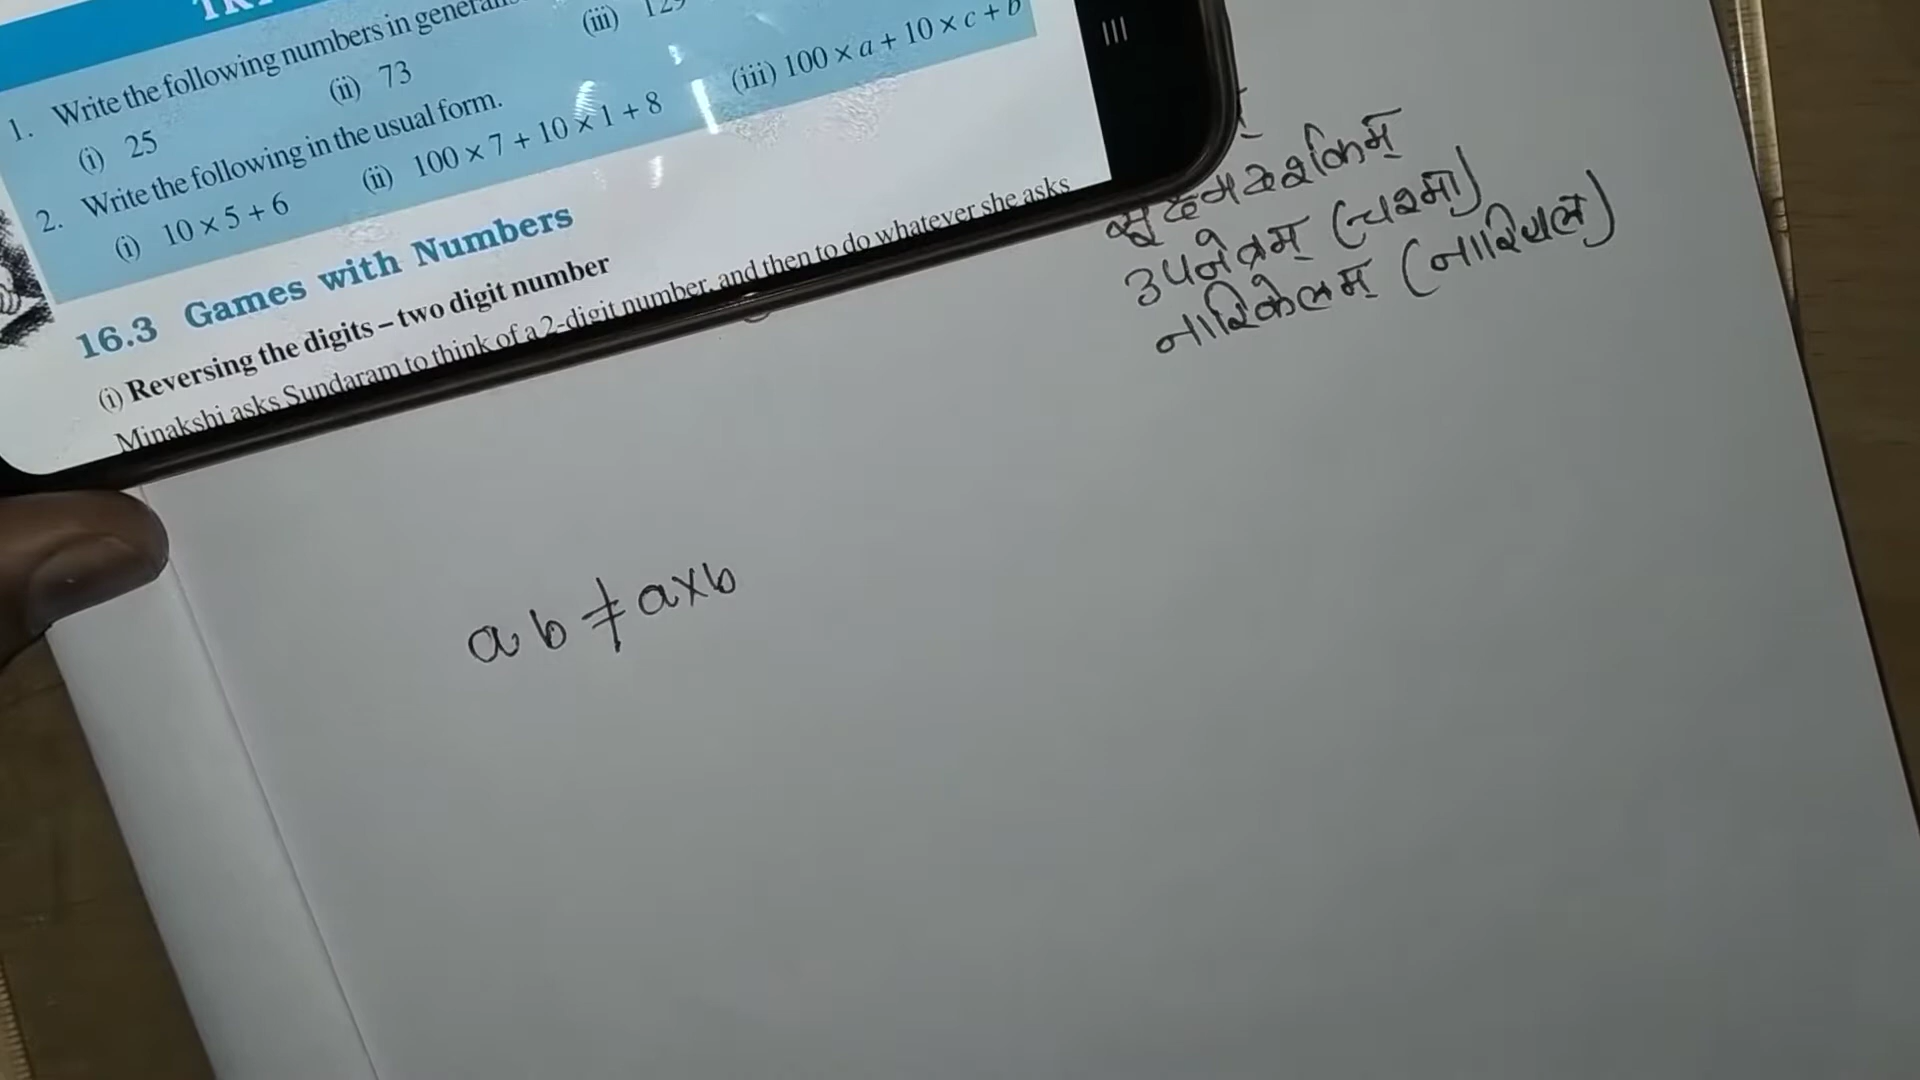 1. Write the following numbers in
(i) 25 (ii) 73 (iii) 129
2. Write the following in the usual form.
(i) 10 × 5 + 6 (ii) 100 × 7 + 10 × 1 + 8 (iii) 100 × a + 10 × c + b
16.3 Games with Numbers
(i) Reversing the digits – two digit number
Minakshi asks Sundaram to think of a 2-digit number, and then to do whatever she asks
उपनेत्रम् (चश्मा)
नारिकेलम् (नारियल)
ab ≠ a×b